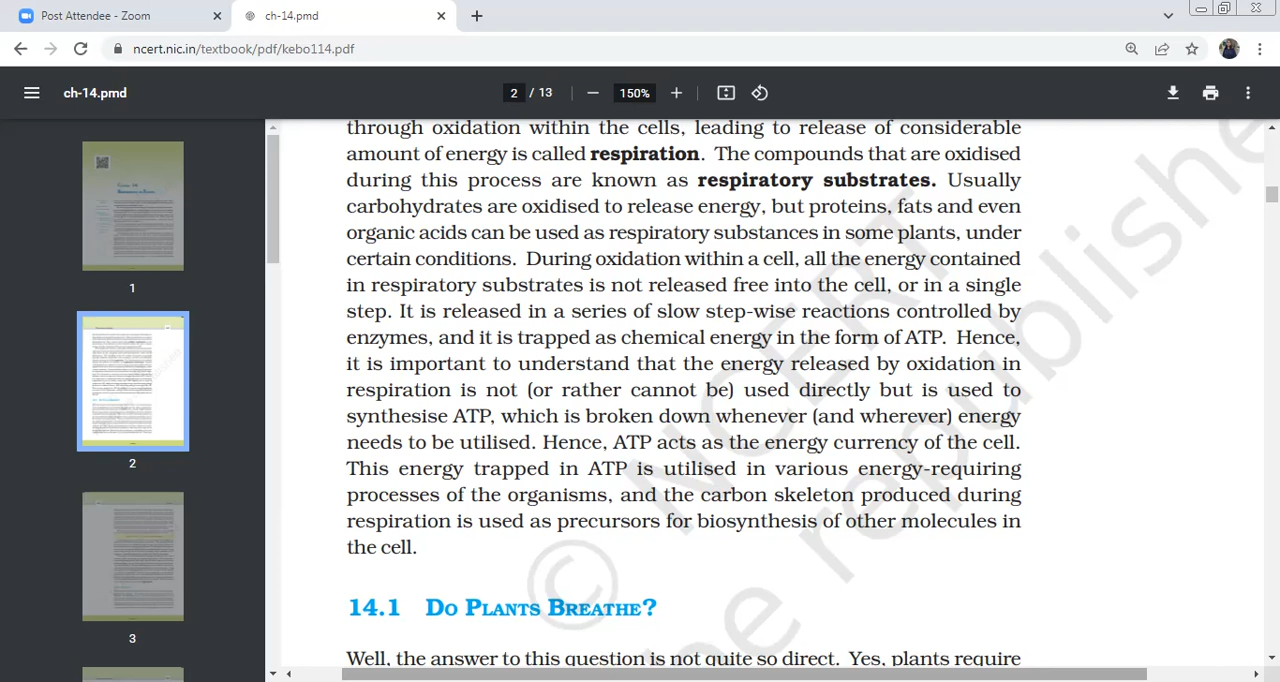 Post Attendee - Zoom
ch-14.pmd
ncert.nic.in/textbook/pdf/kebo114.pdf
ch-14.pmd
2 / 13
150%
through oxidation within the cells, leading to release of considerable
amount of energy is called respiration. The compounds that are oxidised
during this process are known as respiratory substrates. Usually
carbohydrates are oxidised to release energy, but proteins, fats and even
organic acids can be used as respiratory substances in some plants, under
certain conditions. During oxidation within a cell, all the energy contained
in respiratory substrates is not released free into the cell, or in a single
step. It is released in a series of slow step-wise reactions controlled by
enzymes, and it is trapped as chemical energy in the form of ATP. Hence,
it is important to understand that the energy released by oxidation in
respiration is not (or rather cannot be) used directly but is used to
synthesise ATP, which is broken down whenever (and wherever) energy
needs to be utilised. Hence, ATP acts as the energy currency of the cell.
This energy trapped in ATP is utilised in various energy-requiring
processes of the organisms, and the carbon skeleton produced during
respiration is used as precursors for biosynthesis of other molecules in
the cell.
14.1 DO PLANTS BREATHE?
Well, the answer to this question is not quite so direct. Yes, plants require
1
2
3
© NCERT
be republishe